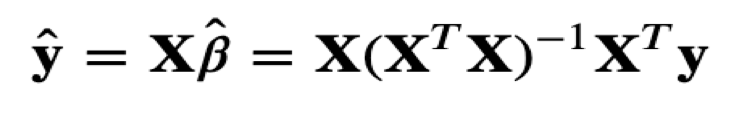 ŷ = Xβ̂ = X(XᵀX)⁻¹Xᵀy